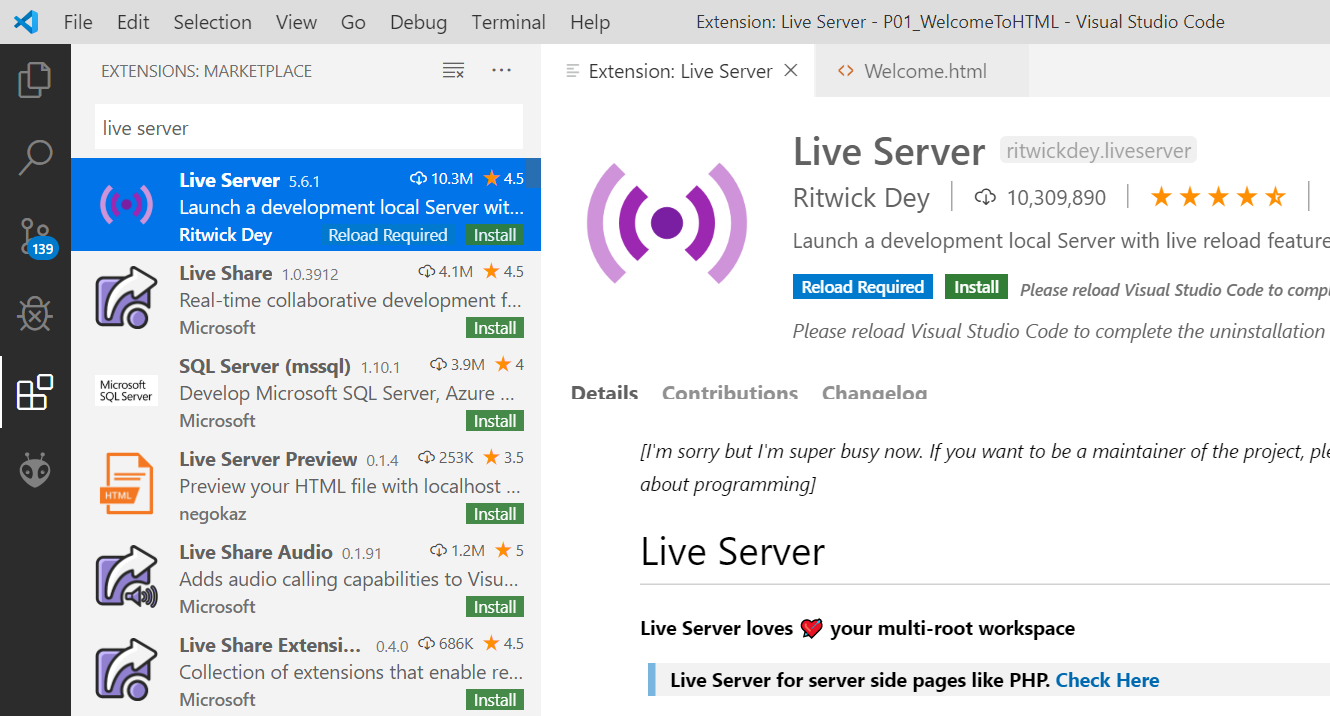 File Edit Selection View Go Debug Terminal Help Extension: Live Server - P01_WelcomeToHTML - Visual Studio Code
EXTENSIONS: MARKETPLACE
live server
Live Server 5.6.1 10.3M 4.5
Launch a development local Server wit...
Ritwick Dey Reload Required Install
Live Share 1.0.3912 4.1M 4.5
Real-time collaborative development f...
Microsoft Install
SQL Server (mssql) 1.10.1 3.9M 4
Microsoft
SQL Server
Develop Microsoft SQL Server, Azure ...
Microsoft Install
Live Server Preview 0.1.4 253K 3.5
HTML
Preview your HTML file with localhost ...
negokaz Install
Live Share Audio 0.1.91 1.2M 5
Adds audio calling capabilities to Visu...
Microsoft Install
Live Share Extensi... 0.4.0 686K 4.5
Collection of extensions that enable re...
Microsoft Install
139
Extension: Live Server Welcome.html
Live Server ritwickdey.liveserver
Ritwick Dey 10,309,890
Launch a development local Server with live reload feature
Reload Required Install Please reload Visual Studio Code to compl
Please reload Visual Studio Code to complete the uninstallation
Details Contributions Changelog
[I'm sorry but I'm super busy now. If you want to be a maintainer of the project, ple
about programming]
Live Server
Live Server loves 💘 your multi-root workspace
Live Server for server side pages like PHP. Check Here